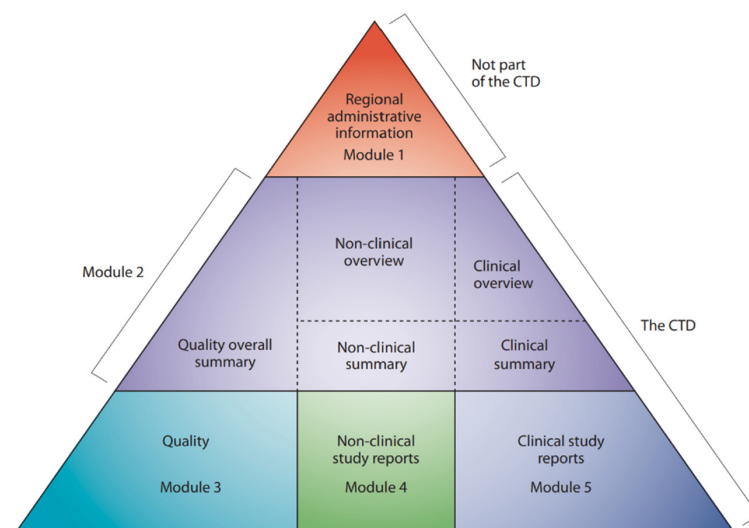 Not part
of the CTD
Regional
administrative
information
Module 1
Module 2
Non-clinical
overview
Clinical
overview
The CTD
Quality overall
summary
Non-clinical
summary
Clinical
summary
Quality
Module 3
Non-clinical
study reports
Module 4
Clinical study
reports
Module 5